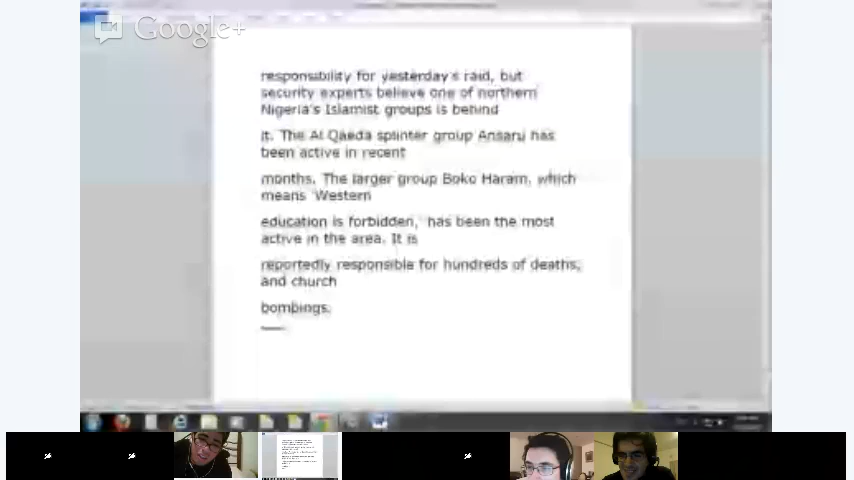 Google+
responsibility for yesterday's raid, but
security experts believe one of northern
Nigeria's Islamist groups is behind
it. The Al Qaeda splinter group Ansaru has
been active in recent
months. The larger group Boko Haram, which
means 'Western
education is forbidden,' has been the most
active in the area. It is
reportedly responsible for hundreds of deaths,
and church
bombings.